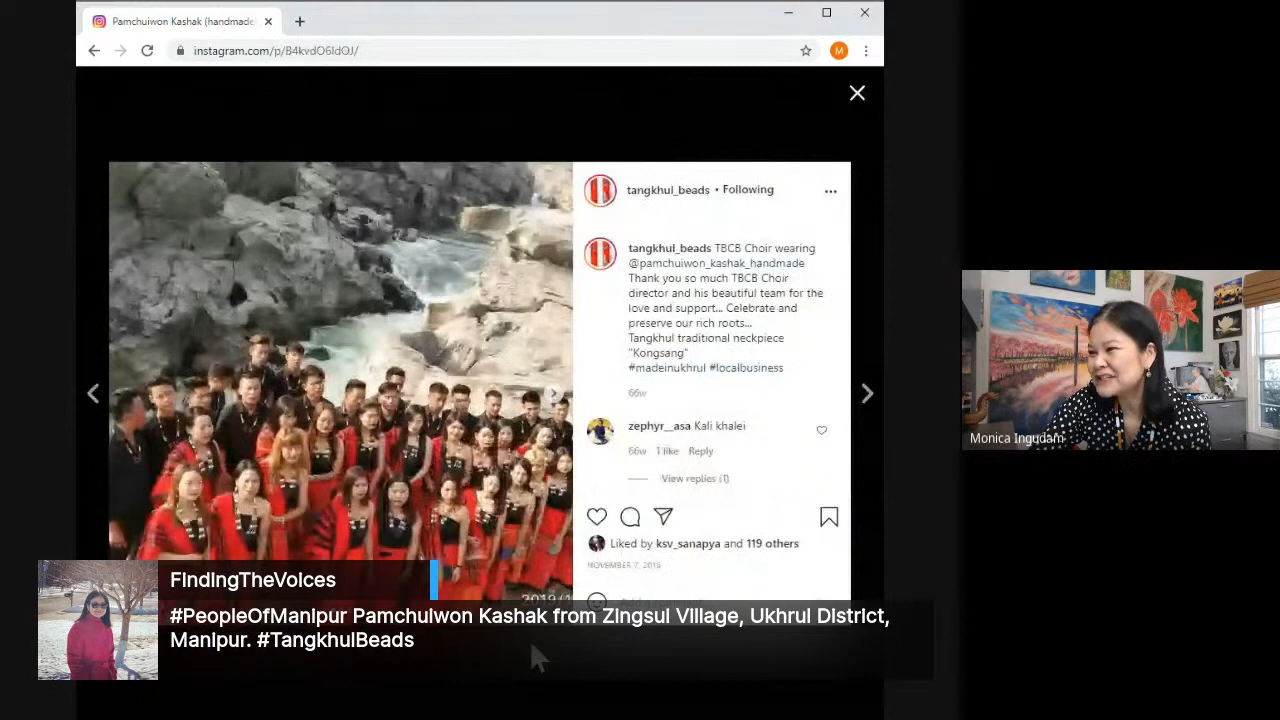 Pamchuiwon Kashak (handmade
instagram.com/p/B4kvdO6ldQJ/
M
tangkhul_beads • Following
tangkhul_beads TBCB Choir wearing
@pamchuiwon_kashak_handmade
Thank you so much TBCB Choir
director and his beautiful team for the
love and support... Celebrate and
preserve our rich roots...
Tangkhul traditional neckpiece
"Kongsang"
#madeinukhrul #localbusiness
66w
zephyr__asa Kali khalei
66w 1 like Reply
View replies (1)
Liked by ksv_sanapya and 119 others
NOVEMBER 7, 2019
Monica Ingudam
FindingTheVoices
#PeopleOfManipur Pamchuiwon Kashak from Zingsui Village, Ukhrul District,
Manipur. #TangkhulBeads